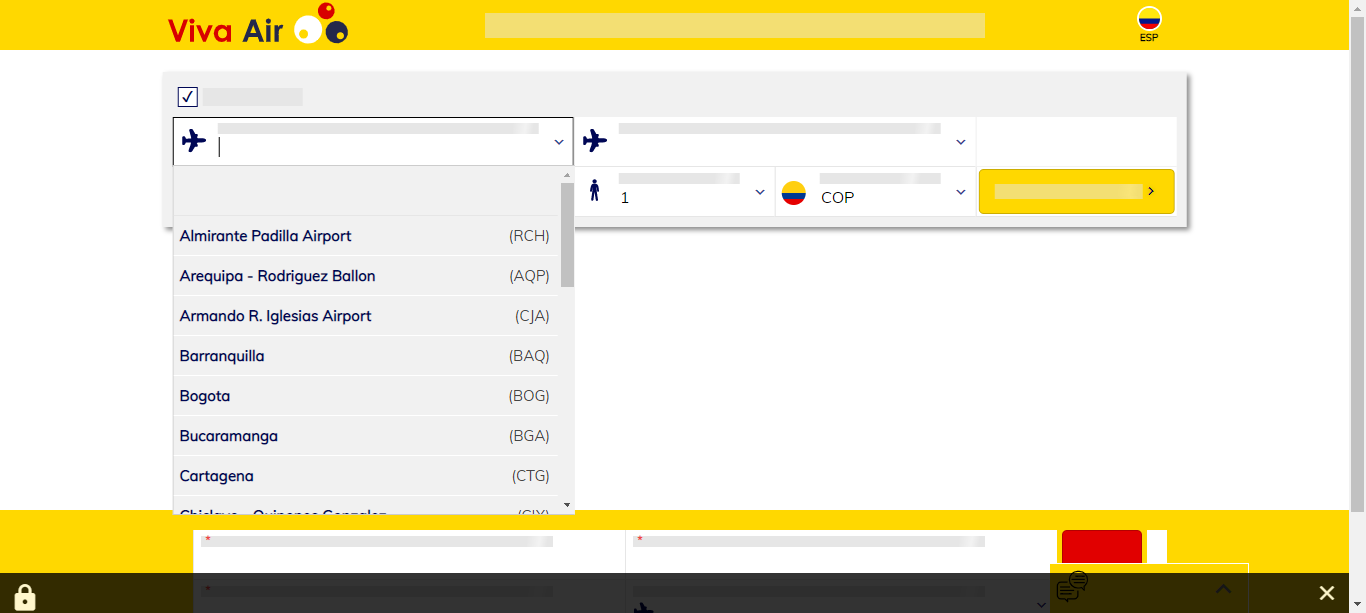 Viva Air
ESP
1
COP
Almirante Padilla Airport (RCH)
Arequipa - Rodriguez Ballon (AQP)
Armando R. Iglesias Airport (CJA)
Barranquilla (BAQ)
Bogota (BOG)
Bucaramanga (BGA)
Cartagena (CTG)
*
*
*